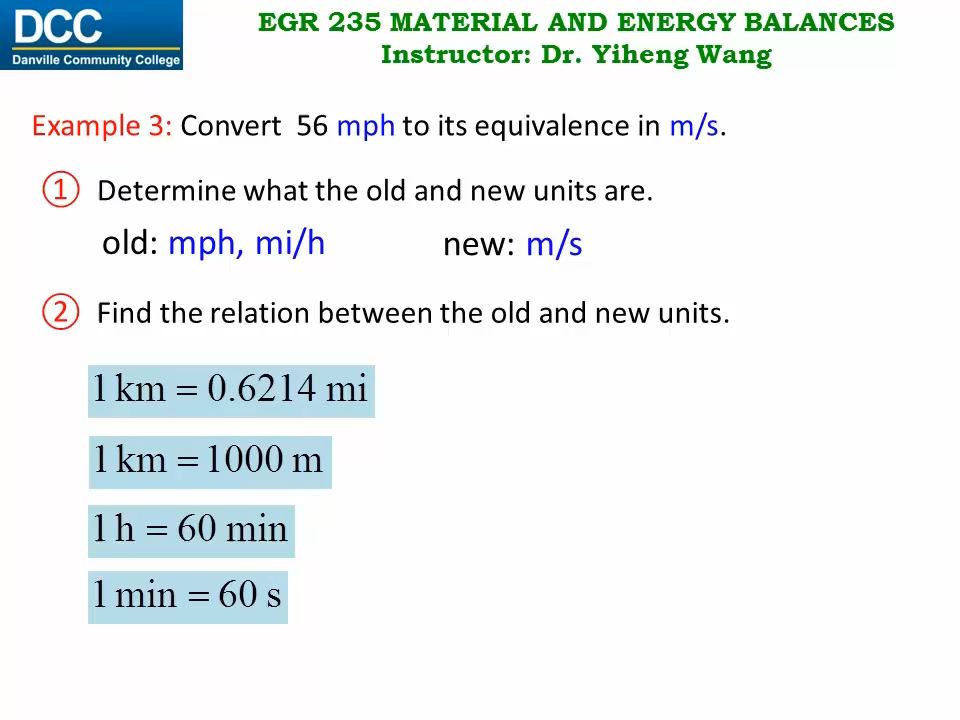 DCC
Danville Community College
EGR 235 MATERIAL AND ENERGY BALANCES
Instructor: Dr. Yiheng Wang
Example 3: Convert 56 mph to its equivalence in m/s.
① Determine what the old and new units are.
old: mph, mi/h new: m/s
② Find the relation between the old and new units.
1 km = 0.6214 mi
1 km = 1000 m
1 h = 60 min
1 min = 60 s